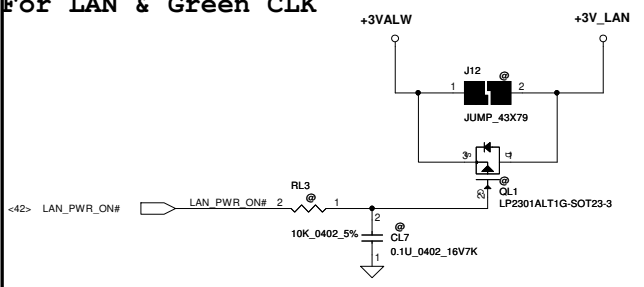 For LAN & Green CLK
+3VALW
+3V_LAN
J12
@
1
2
JUMP_43X79
3
S
D
1
G
2
@
QL1
LP2301ALT1G-SOT23-3
<42> LAN_PWR_ON#
LAN_PWR_ON#
2
RL3
@
1
10K_0402_5%
2
@
CL7
0.1U_0402_16V7K
1